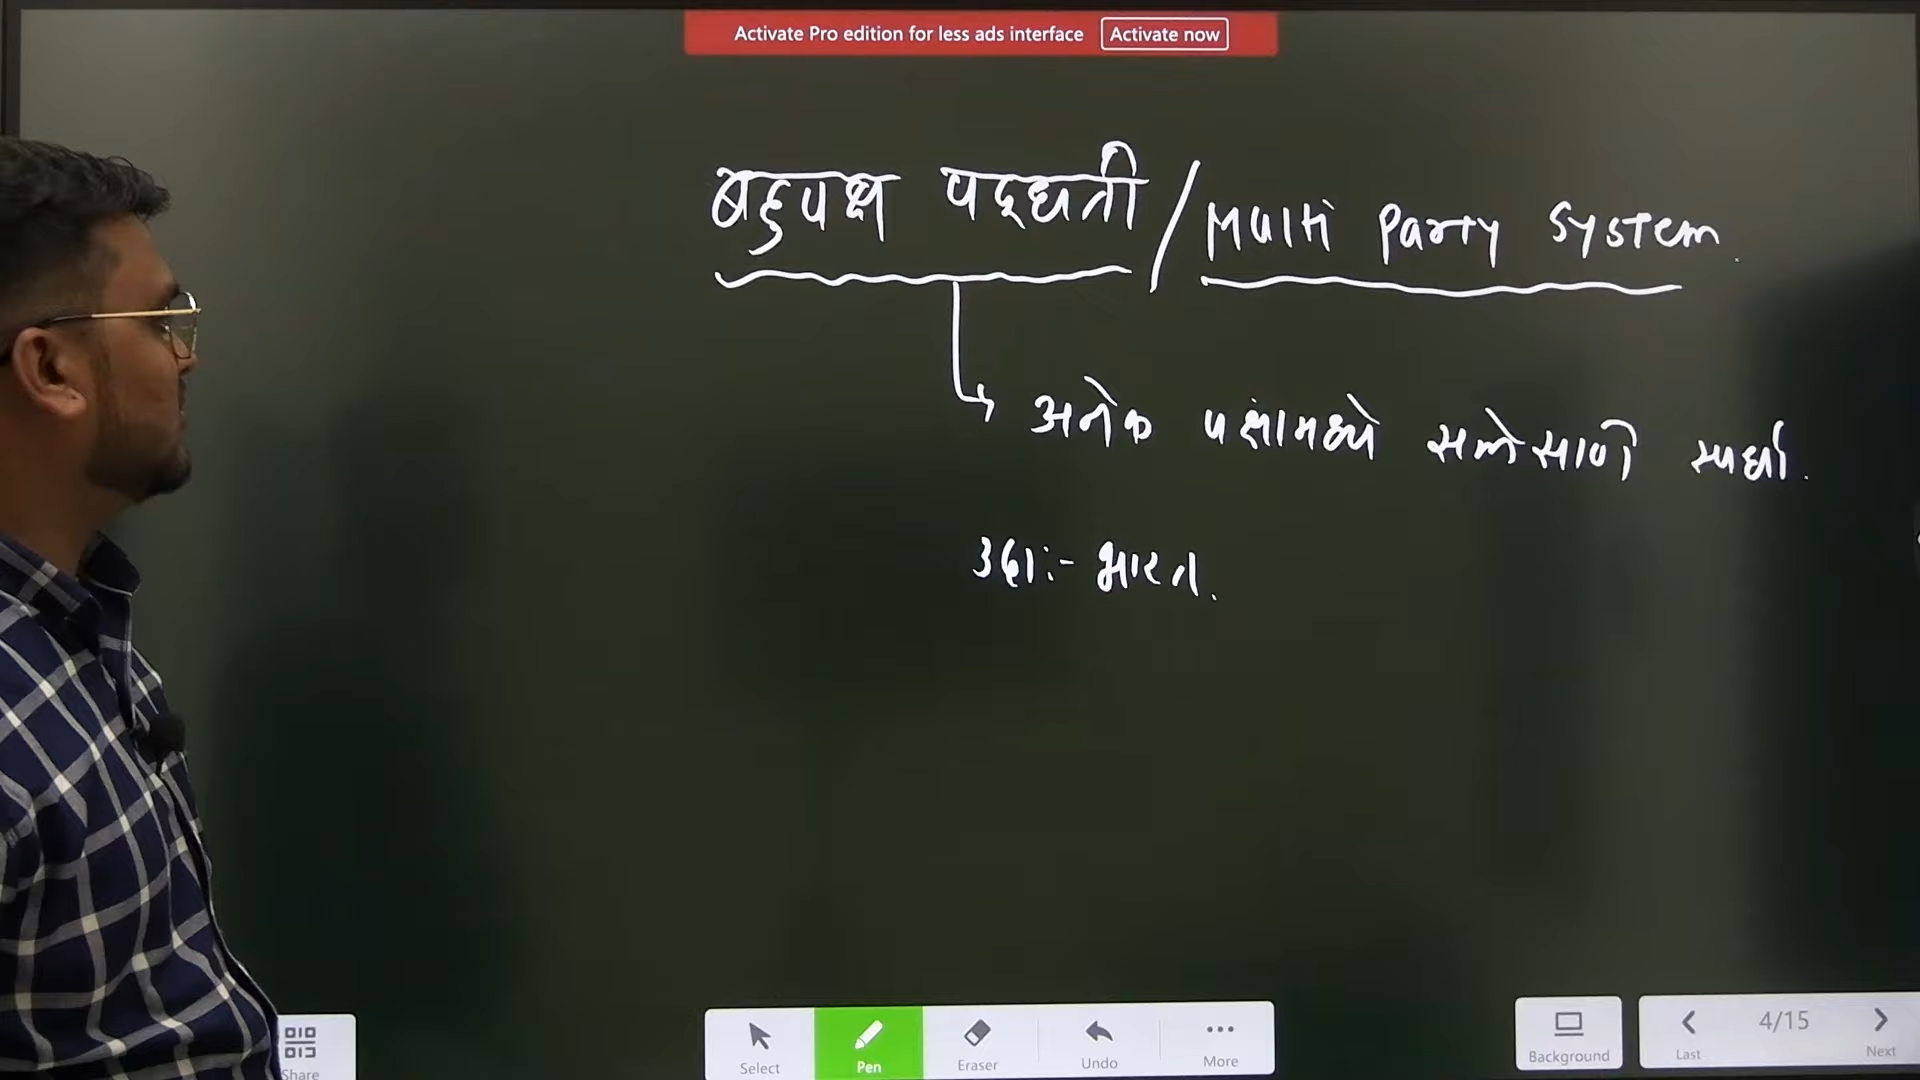 Activate Pro edition for less ads interface Activate now
बहुपक्ष पद्धती / Multi Party System.
अनेक पक्षांमध्ये सत्तेसाठी स्पर्धा.
उदा:- भारत.
Share
Select Pen Eraser Undo More
Background
Last 4/15 Next